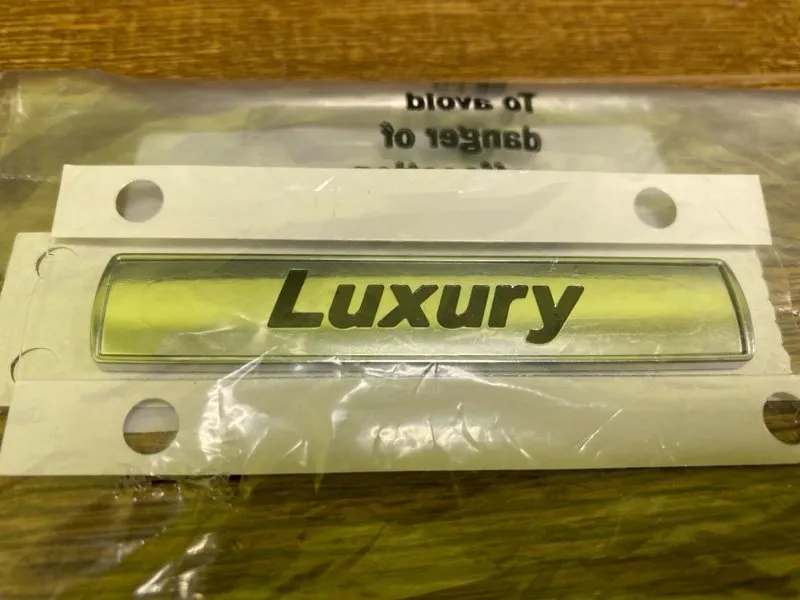 To avoid
danger of
Luxury